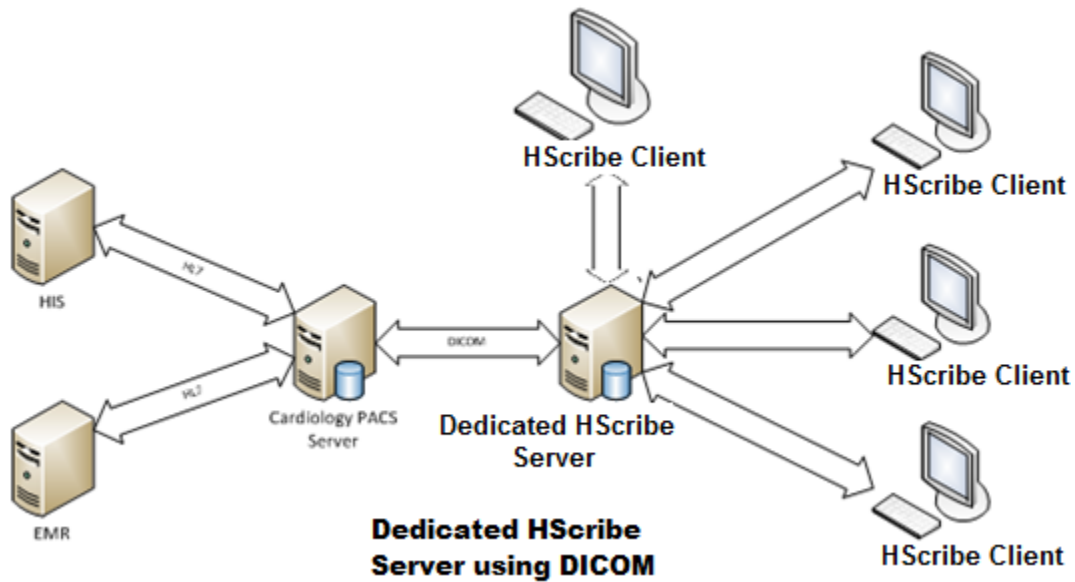 HScribe Client
HScribe Client
HL7
HIS
DICOM
HScribe Client
HL7
Cardiology PACS
Server
Dedicated HScribe
Server
EMR
Dedicated HScribe
Server using DICOM
HScribe Client